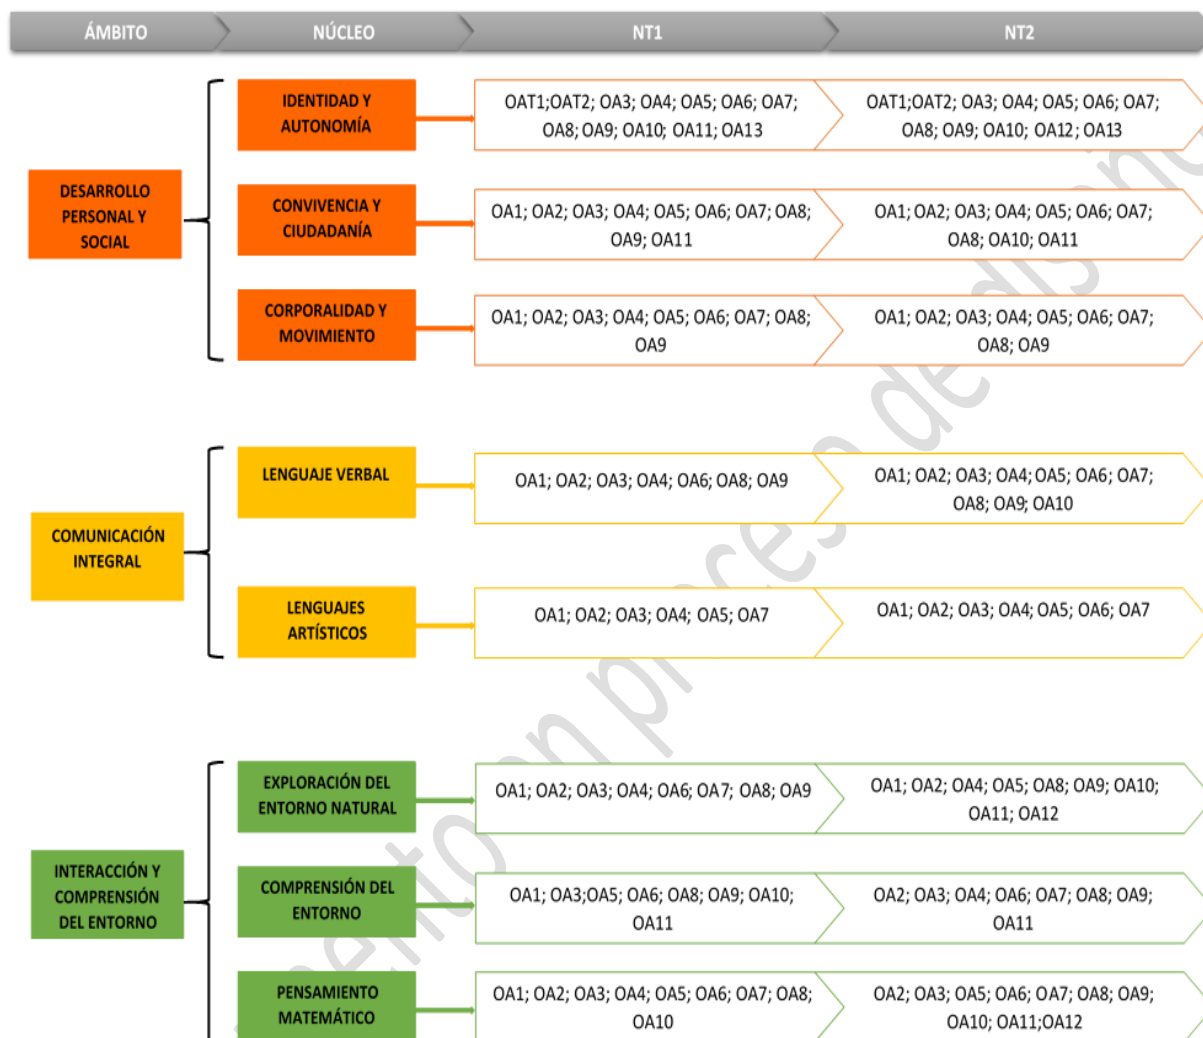 ÁMBITO
NÚCLEO
NT1
NT2
DESARROLLO
PERSONAL Y
SOCIAL
IDENTIDAD Y
AUTONOMÍA
OAT1;OAT2; OA3; OA4; OA5; OA6; OA7;
OA8; OA9; OA10; OA11; OA13
OAT1;OAT2; OA3; OA4; OA5; OA6; OA7;
OA8; OA9; OA10; OA12; OA13
CONVIVENCIA Y
CIUDADANÍA
OA1; OA2; OA3; OA4; OA5; OA6; OA7; OA8;
OA9; OA11
OA1; OA2; OA3; OA4; OA5; OA6; OA7;
OA8; OA10; OA11
CORPORALIDAD Y
MOVIMIENTO
OA1; OA2; OA3; OA4; OA5; OA6; OA7; OA8;
OA9
OA1; OA2; OA3; OA4; OA5; OA6; OA7;
OA8; OA9
COMUNICACIÓN
INTEGRAL
LENGUAJE VERBAL
OA1; OA2; OA3; OA4; OA6; OA8; OA9
OA1; OA2; OA3; OA4; OA5; OA6; OA7;
OA8; OA9; OA10
LENGUAJES
ARTÍSTICOS
OA1; OA2; OA3; OA4; OA5; OA7
OA1; OA2; OA3; OA4; OA5; OA6; OA7
INTERACCIÓN Y
COMPRENSIÓN
DEL ENTORNO
EXPLORACIÓN DEL
ENTORNO NATURAL
OA1; OA2; OA3; OA4; OA6; OA7; OA8; OA9
OA1; OA2; OA4; OA5; OA8; OA9; OA10;
OA11; OA12
COMPRENSIÓN DEL
ENTORNO
OA1; OA3;OA5; OA6; OA8; OA9; OA10;
OA11
OA2; OA3; OA4; OA6; OA7; OA8; OA9;
OA11
PENSAMIENTO
MATEMÁTICO
OA1; OA2; OA3; OA4; OA5; OA6; OA7; OA8;
OA10
OA2; OA3; OA5; OA6; OA7; OA8; OA9;
OA10; OA11;OA12
en proceso de